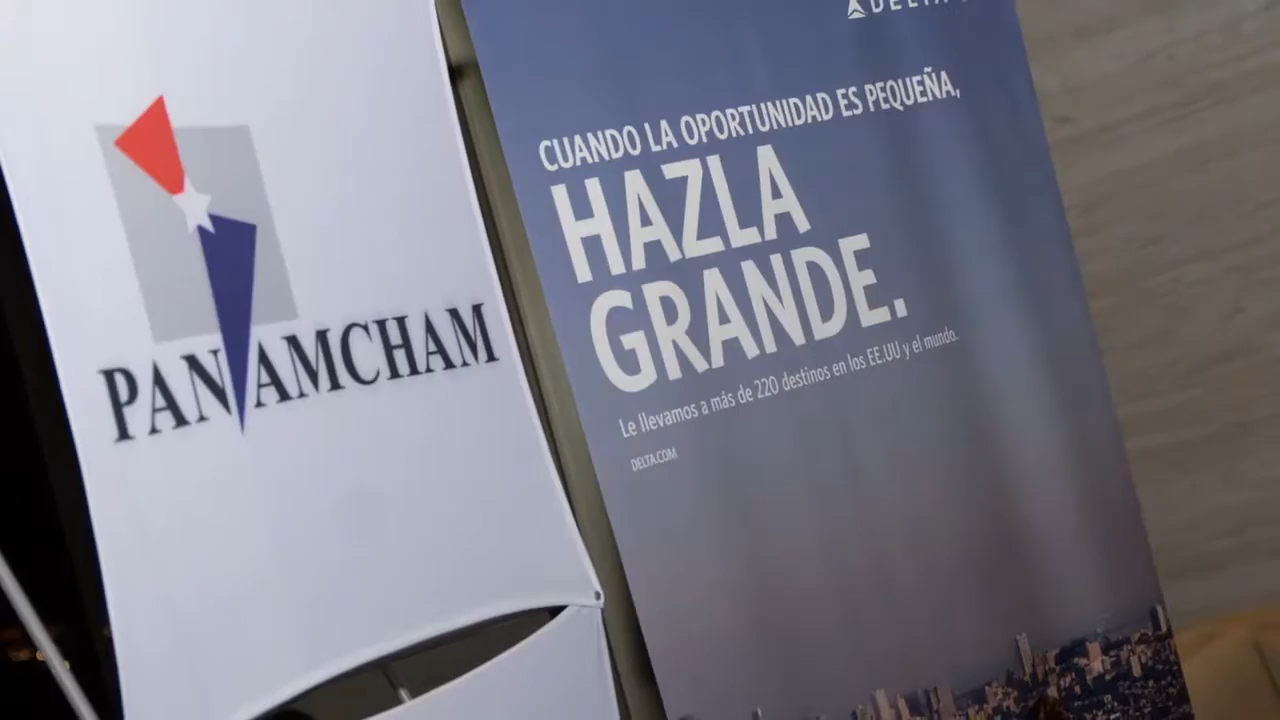 PANAMCHAM
DELTA
CUANDO LA OPORTUNIDAD ES PEQUEÑA,
HAZLA
GRANDE.
Le llevamos a más de 220 destinos en los EE.UU y el mundo.
DELTA.COM